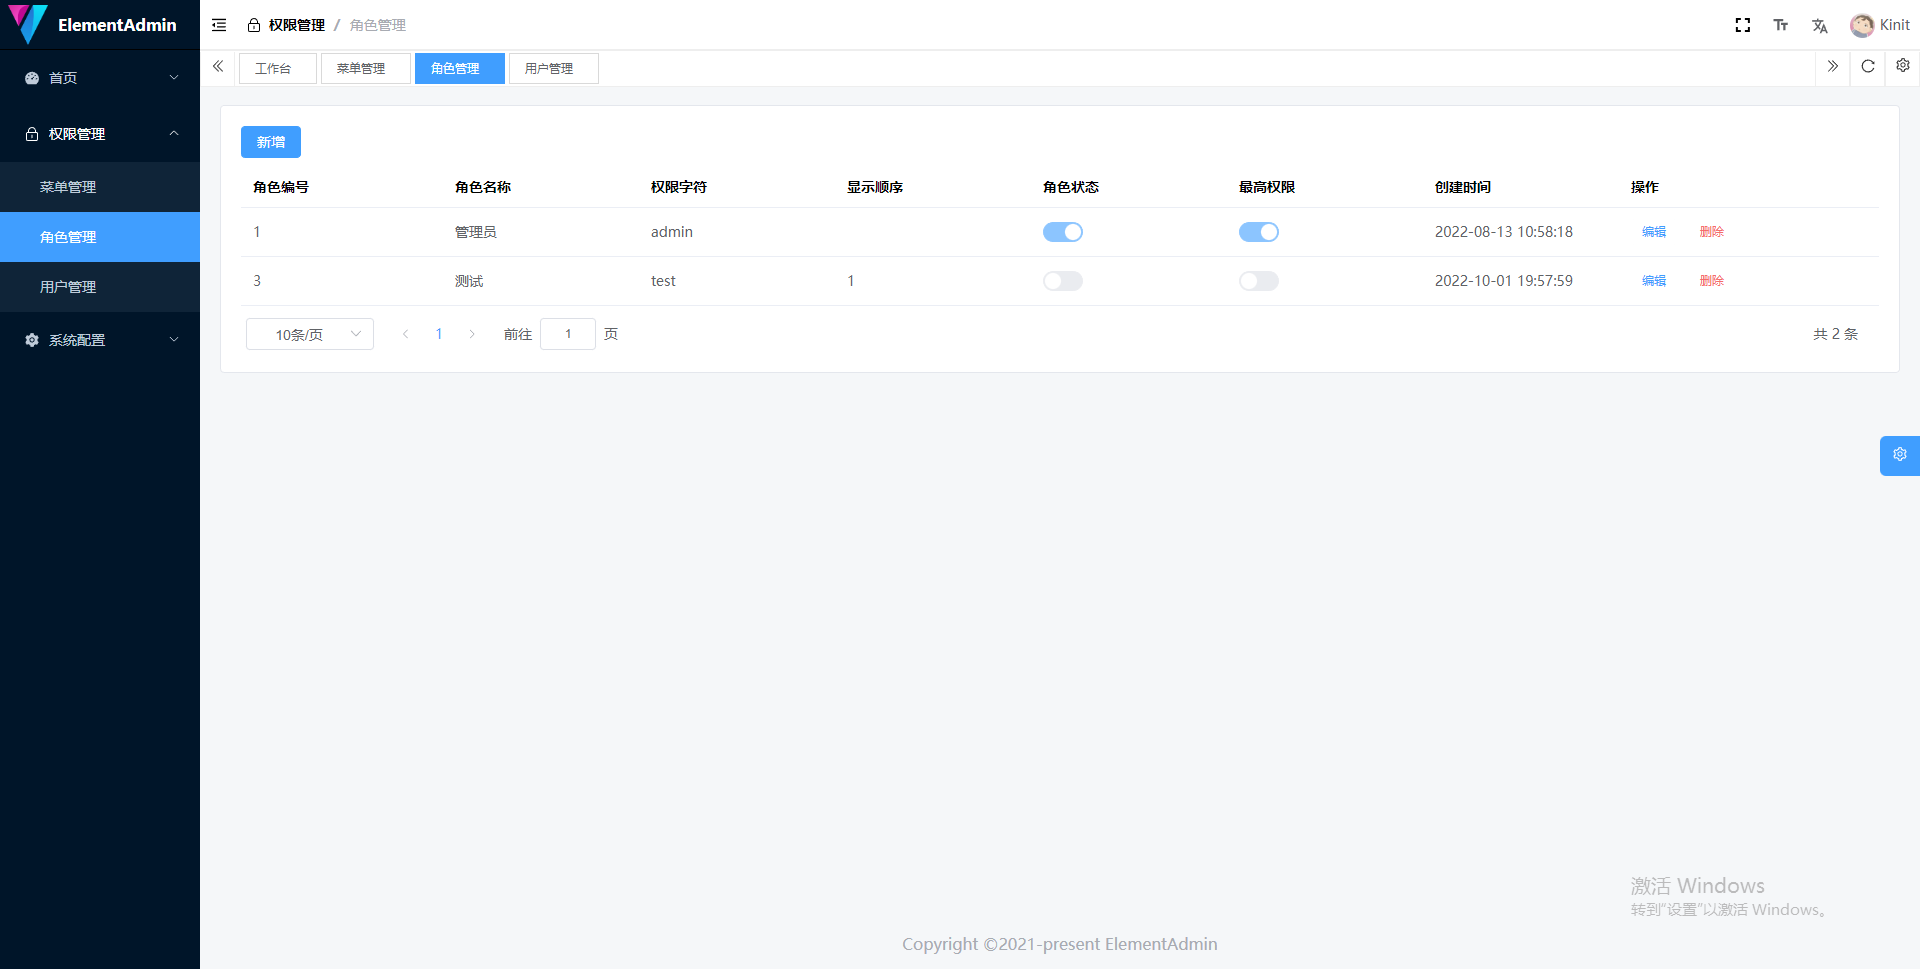 ElementAdmin
权限管理 / 角色管理
Kinit
首页
权限管理
菜单管理
角色管理
用户管理
系统配置
工作台 菜单管理 角色管理 用户管理
新增
角色编号 角色名称 权限字符 显示顺序 角色状态 最高权限 创建时间 操作
1 管理员 admin 2022-08-13 10:58:18 编辑 删除
3 测试 test 1 2022-10-01 19:57:59 编辑 删除
10条/页 1 前往 1 页 共 2 条
激活 Windows
转到"设置"以激活 Windows。
Copyright ©2021-present ElementAdmin